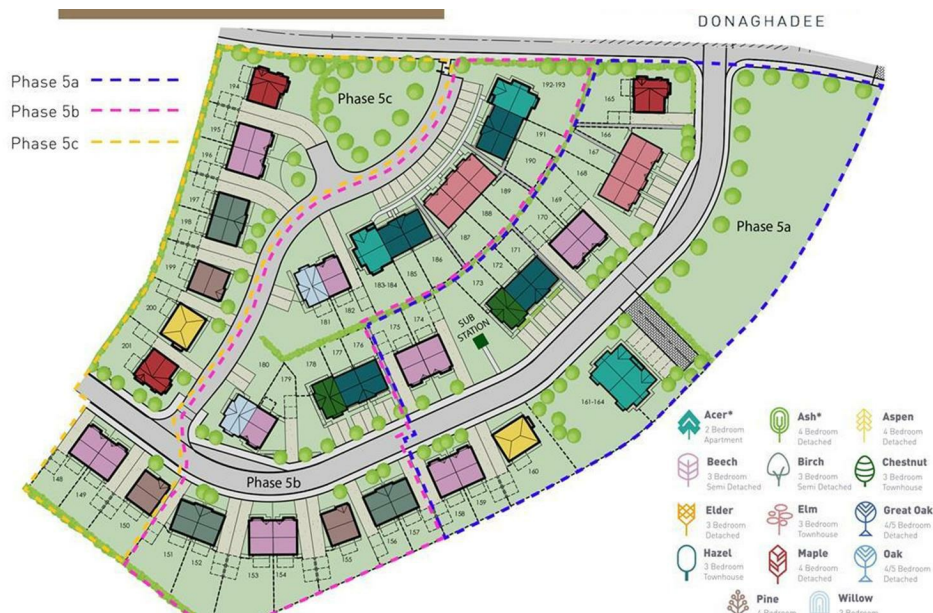 DONAGHADEE
Phase 5a
Phase 5b
Phase 5c
194
Phase 5c
192-193
165
195
191
166
196
190
167
168
197
189
169
198
188
170
Phase 5a
187
171
199
186
172
185
183-184
173
200
182
181
SUB
STATION
174
175
201
176
177
178
180
179
161-164
Phase 5b
160
148
149
159
158
150
157
156
151
155
152
153
154
Acer*
2 Bedroom
Apartment
Ash*
4 Bedroom
Detached
Aspen
4 Bedroom
Detached
Beech
3 Bedroom
Semi Detached
Birch
3 Bedroom
Semi Detached
Chestnut
3 Bedroom
Townhouse
Elder
3 Bedroom
Detached
Elm
3 Bedroom
Townhouse
Great Oak
4/5 Bedroom
Detached
Hazel
3 Bedroom
Townhouse
Maple
4 Bedroom
Detached
Oak
4/5 Bedroom
Detached
Pine
Willow